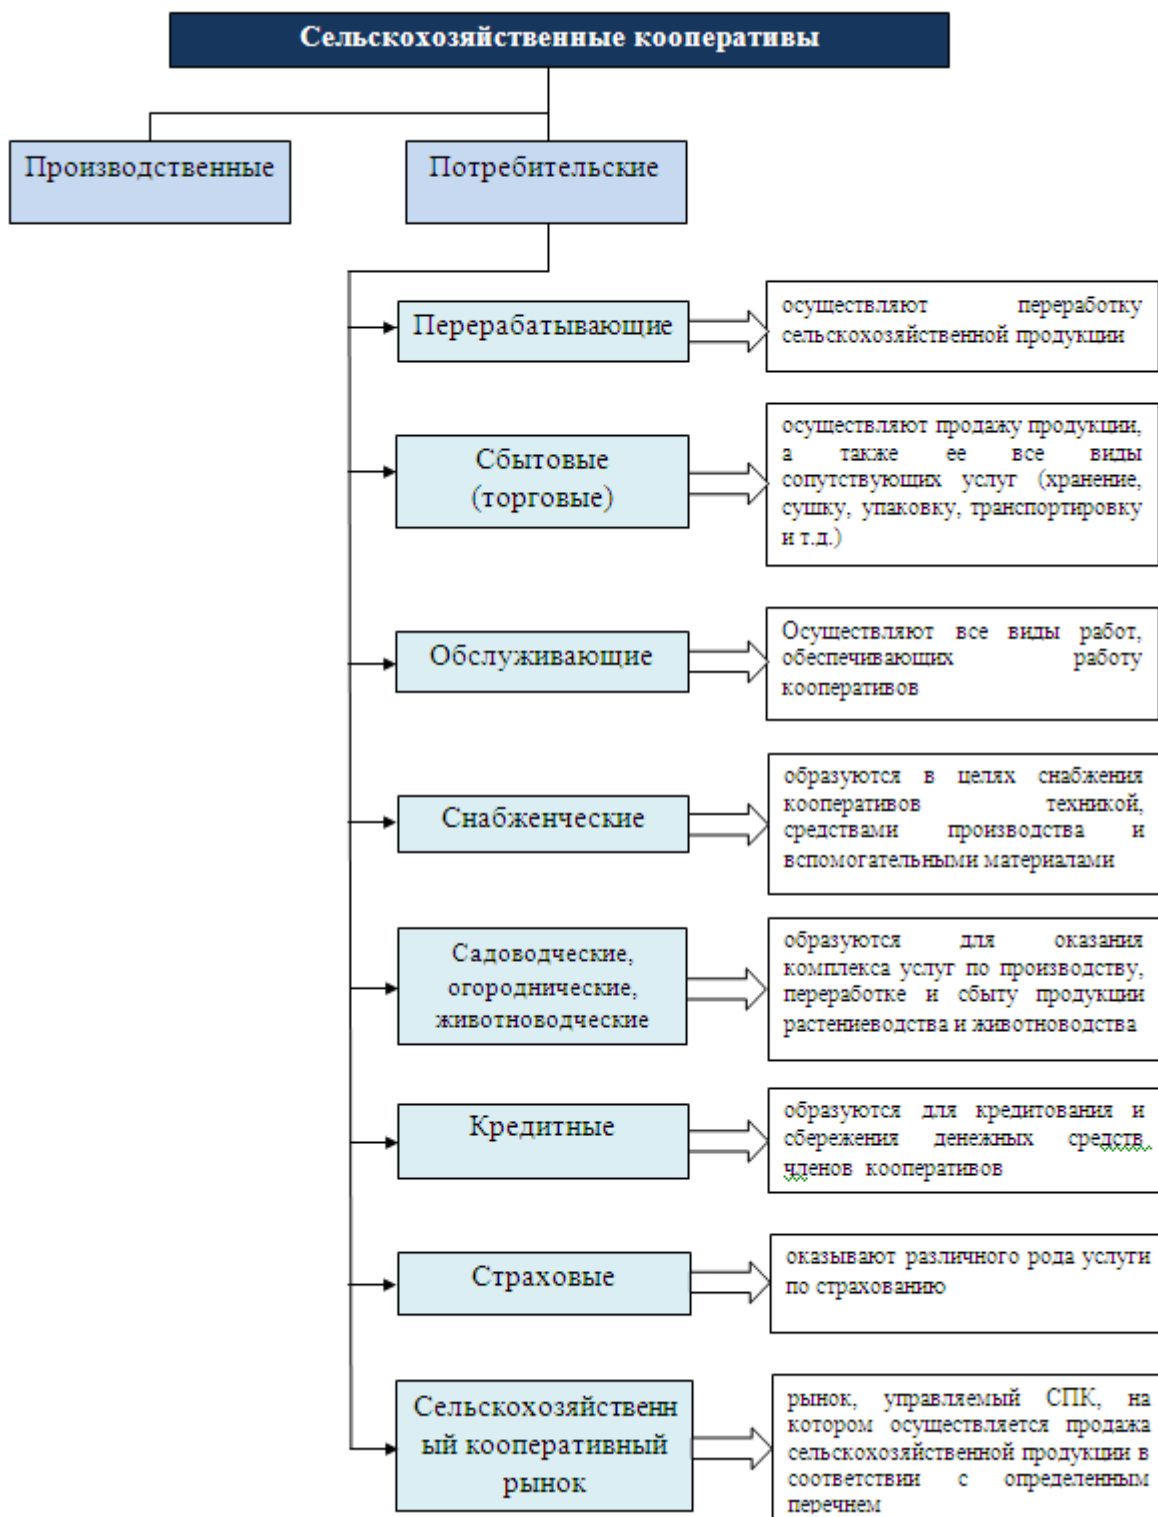 Сельскохозяйственные кооперативы
Производственные
Потребительские
Перерабатывающие
осуществляют переработку
сельскохозяйственной продукции
Сбытовые
(торговые)
осуществляют продажу продукции,
а также ее все виды
сопутствующих услуг (хранение,
сушку, упаковку, транспортировку
и т.д.)
Обслуживающие
Осуществляют все виды работ,
обеспечивающих работу
кооперативов
Снабженческие
образуются в целях снабжения
кооперативов техникой,
средствами производства и
вспомогательными материалами
Садоводческие,
огороднические,
животноводческие
образуются для оказания
комплекса услуг по производству,
переработке и сбыту продукции
растениеводства и животноводства
Кредитные
образуются для кредитования и
сбережения денежных средств
членов кооперативов
Страховые
оказывают различного рода услуги
по страхованию
Сельскохозяйственн
ый кооперативный
рынок
рынок, управляемый СПК, на
котором осуществляется продажа
сельскохозяйственной продукции в
соответствии с определенным
перечнем